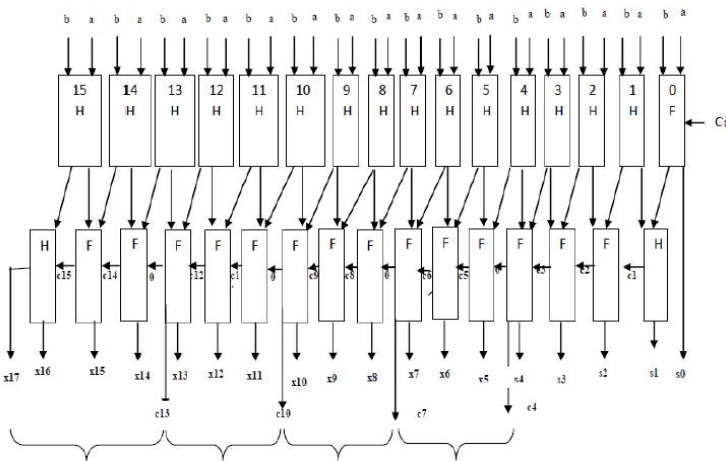 b a b a b a b a b a b a b a b a b a b a b a b a b a b a b a b a
15 14 13 12 11 10 9 8 7 6 5 4 3 2 1 0
H H H H H H H H H H H H H H H F
H F F F F F F F F F F F F F F H
c15 c14 0 c12 0 c9 c8 0 c6 c5 0 c3 c2 c1
x17 x16 x15 x14 x13 x12 x11 x10 x9 x8 x7 x6 x5 s4 s3 s2 s1 s0
c13 c10 c7 c4